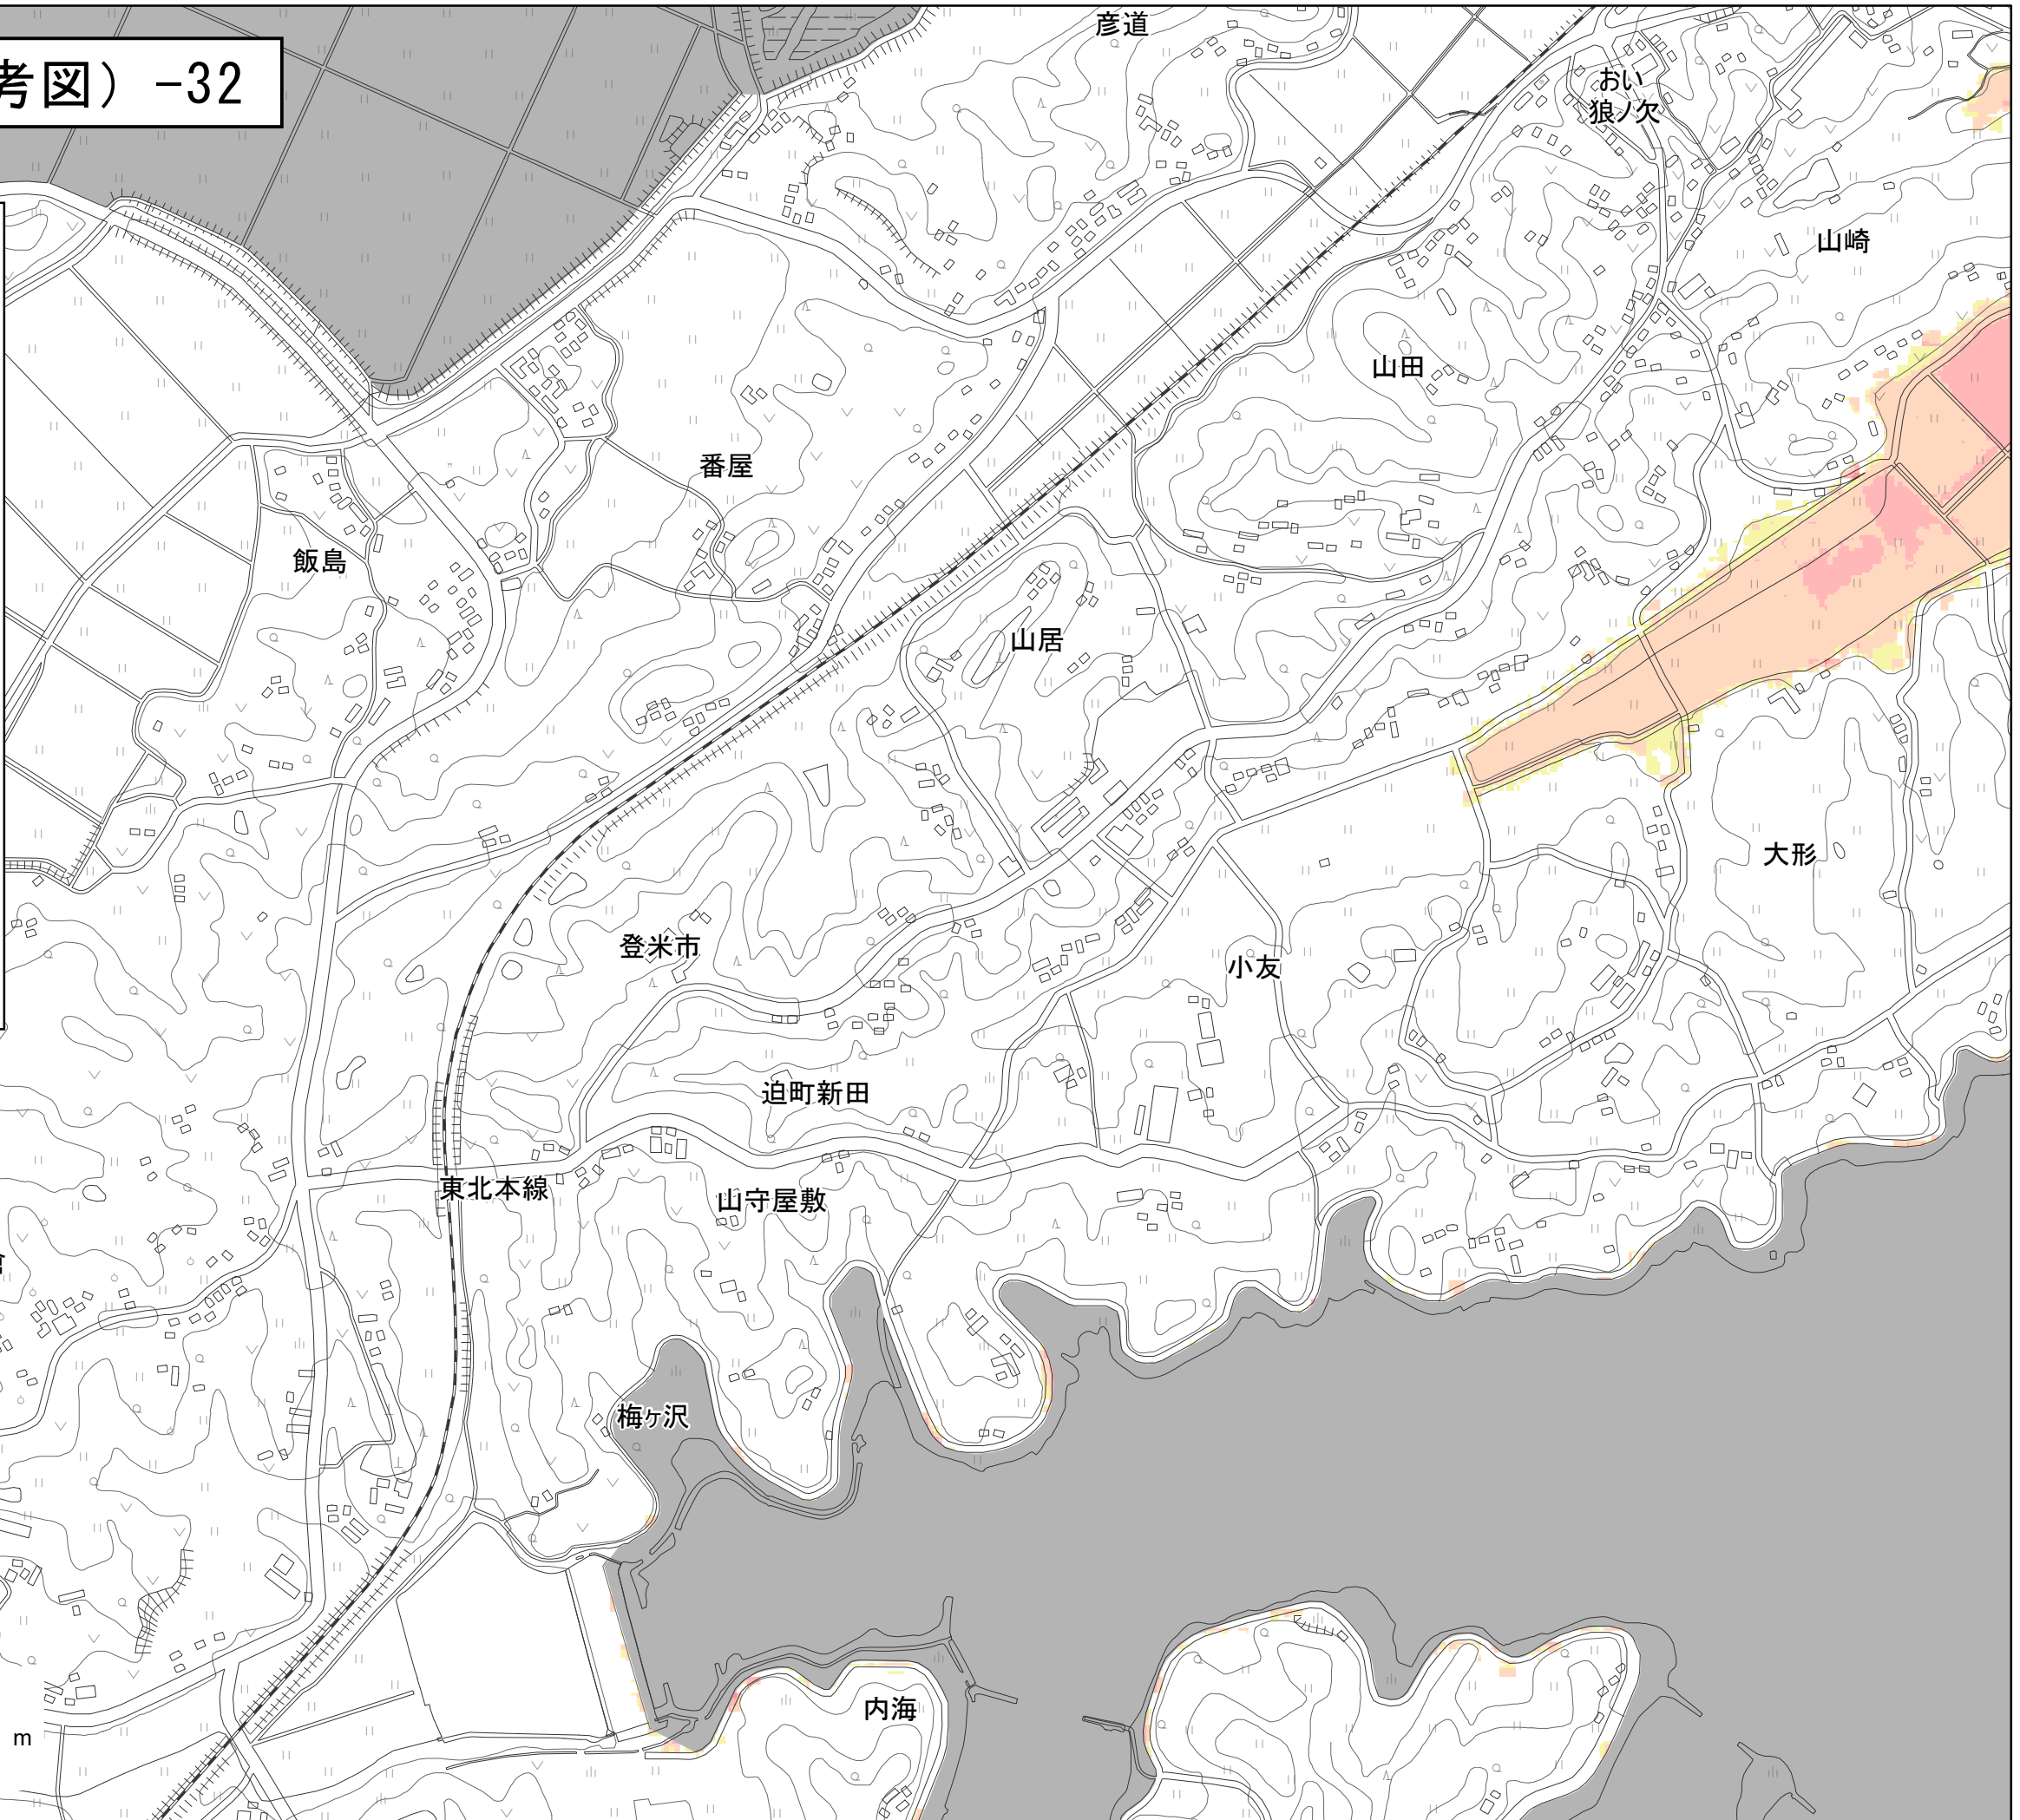 彦道
考図）-32
おい
狼ノ欠
山崎
山田
番屋
飯島
山居
大形
登米市
小友
迫町新田
東北本線
山守屋敷
梅ヶ沢
内海
m